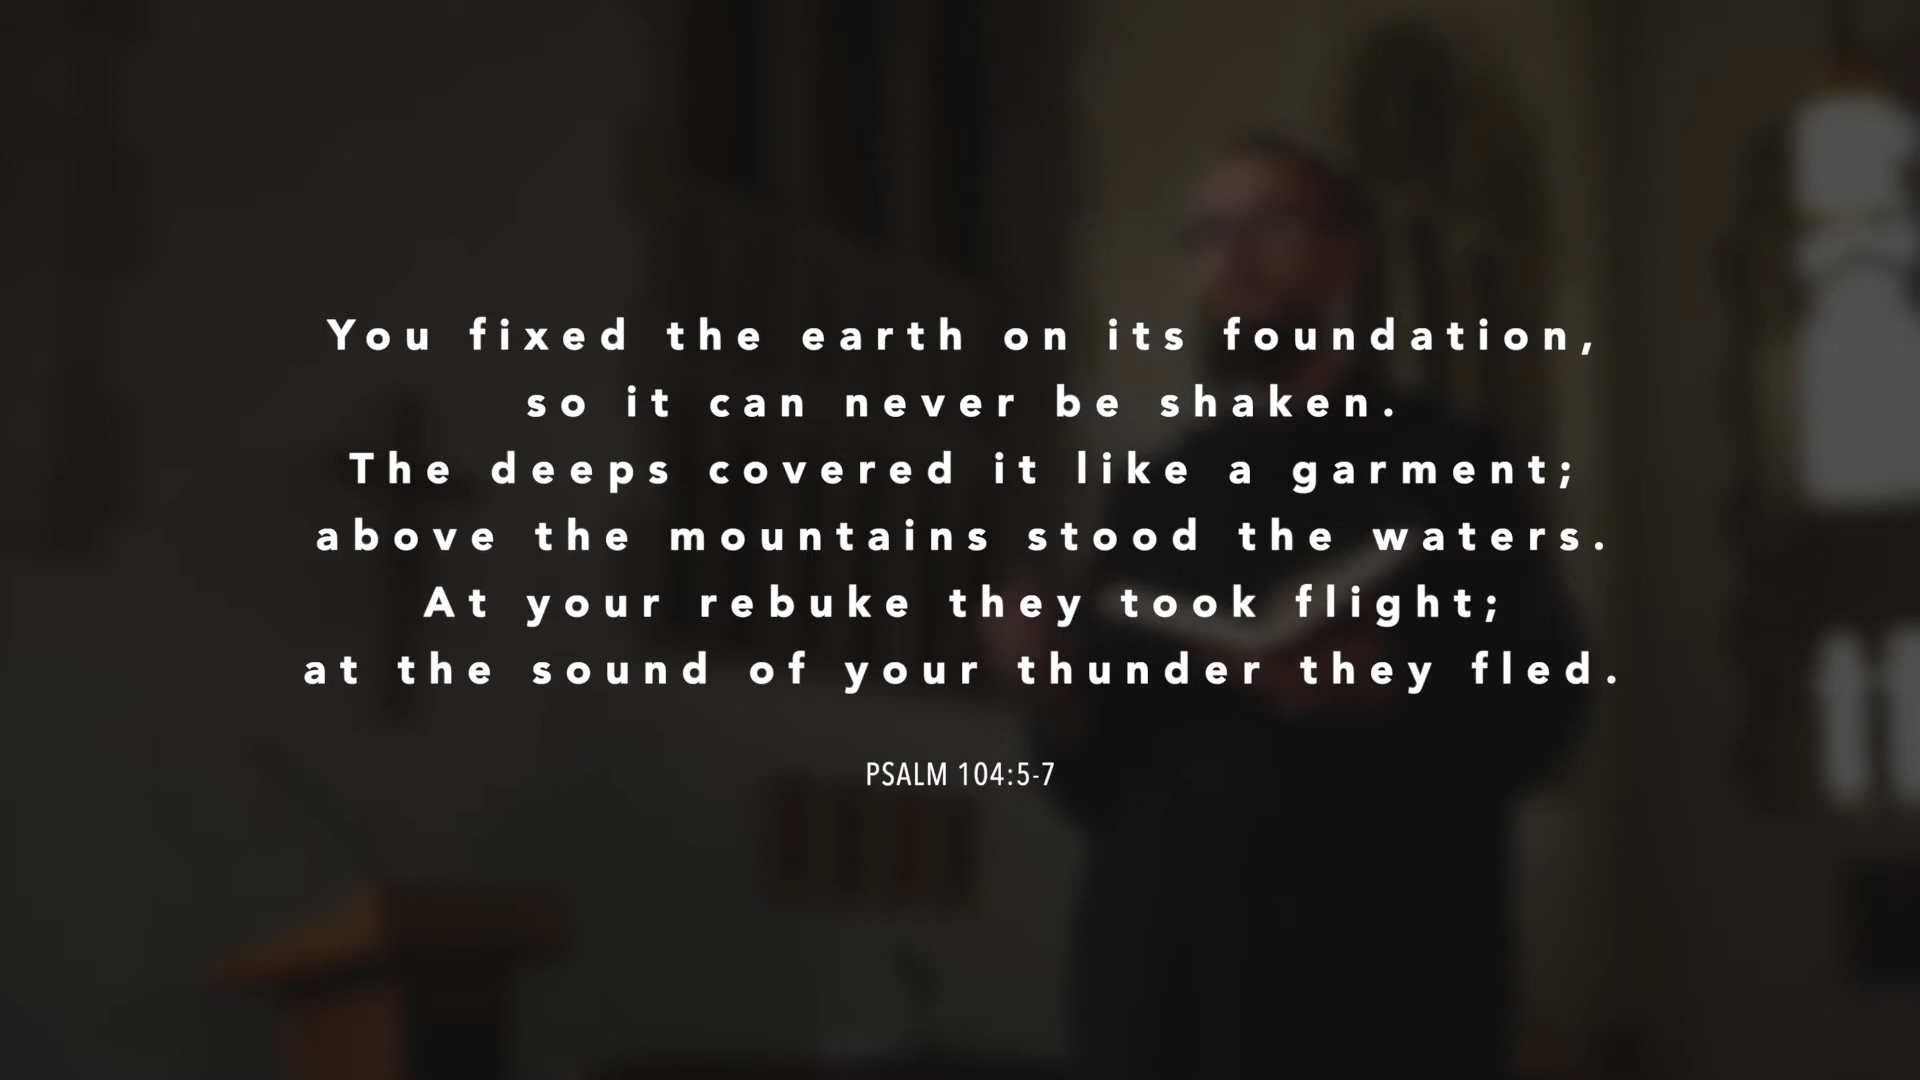 You fixed the earth on its foundation,
so it can never be shaken.
The deeps covered it like a garment;
above the mountains stood the waters.
At your rebuke they took flight;
at the sound of your thunder they fled.
PSALM 104:5-7